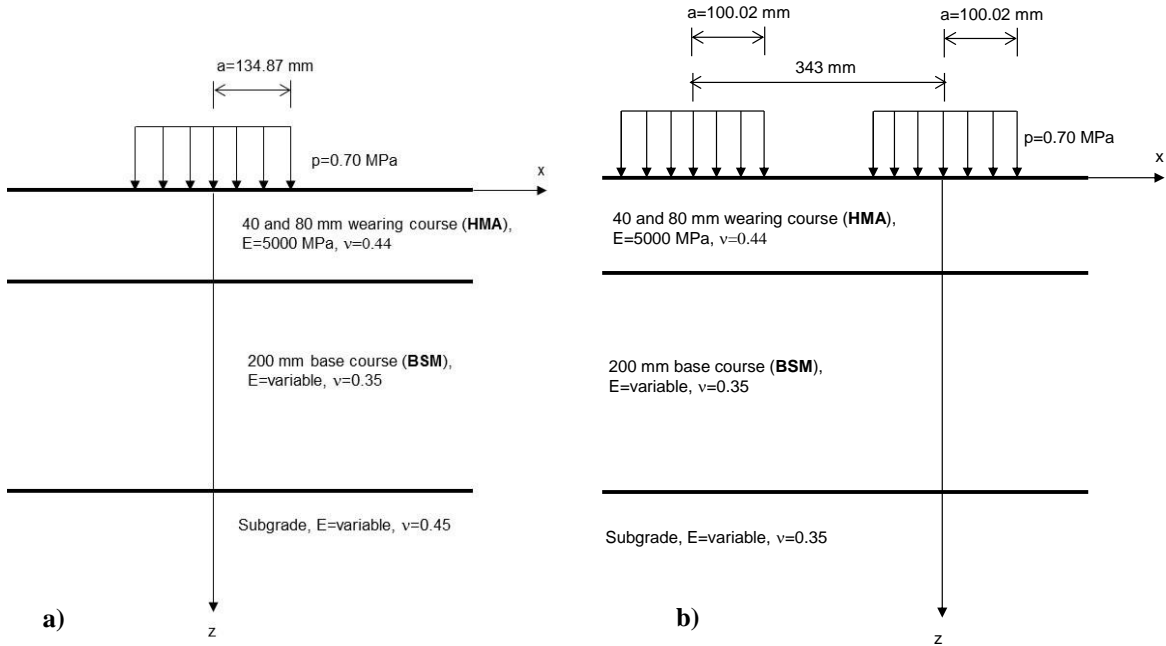 a=134.87 mm
p=0.70 MPa
x
40 and 80 mm wearing course (HMA),
E=5000 MPa, ν=0.44
200 mm base course (BSM),
E=variable, ν=0.35
Subgrade, E=variable, ν=0.45
a)
z
a=100.02 mm
a=100.02 mm
343 mm
p=0.70 MPa
x
40 and 80 mm wearing course (HMA),
E=5000 MPa, ν=0.44
200 mm base course (BSM),
E=variable, ν=0.35
Subgrade, E=variable, ν=0.35
b)
z